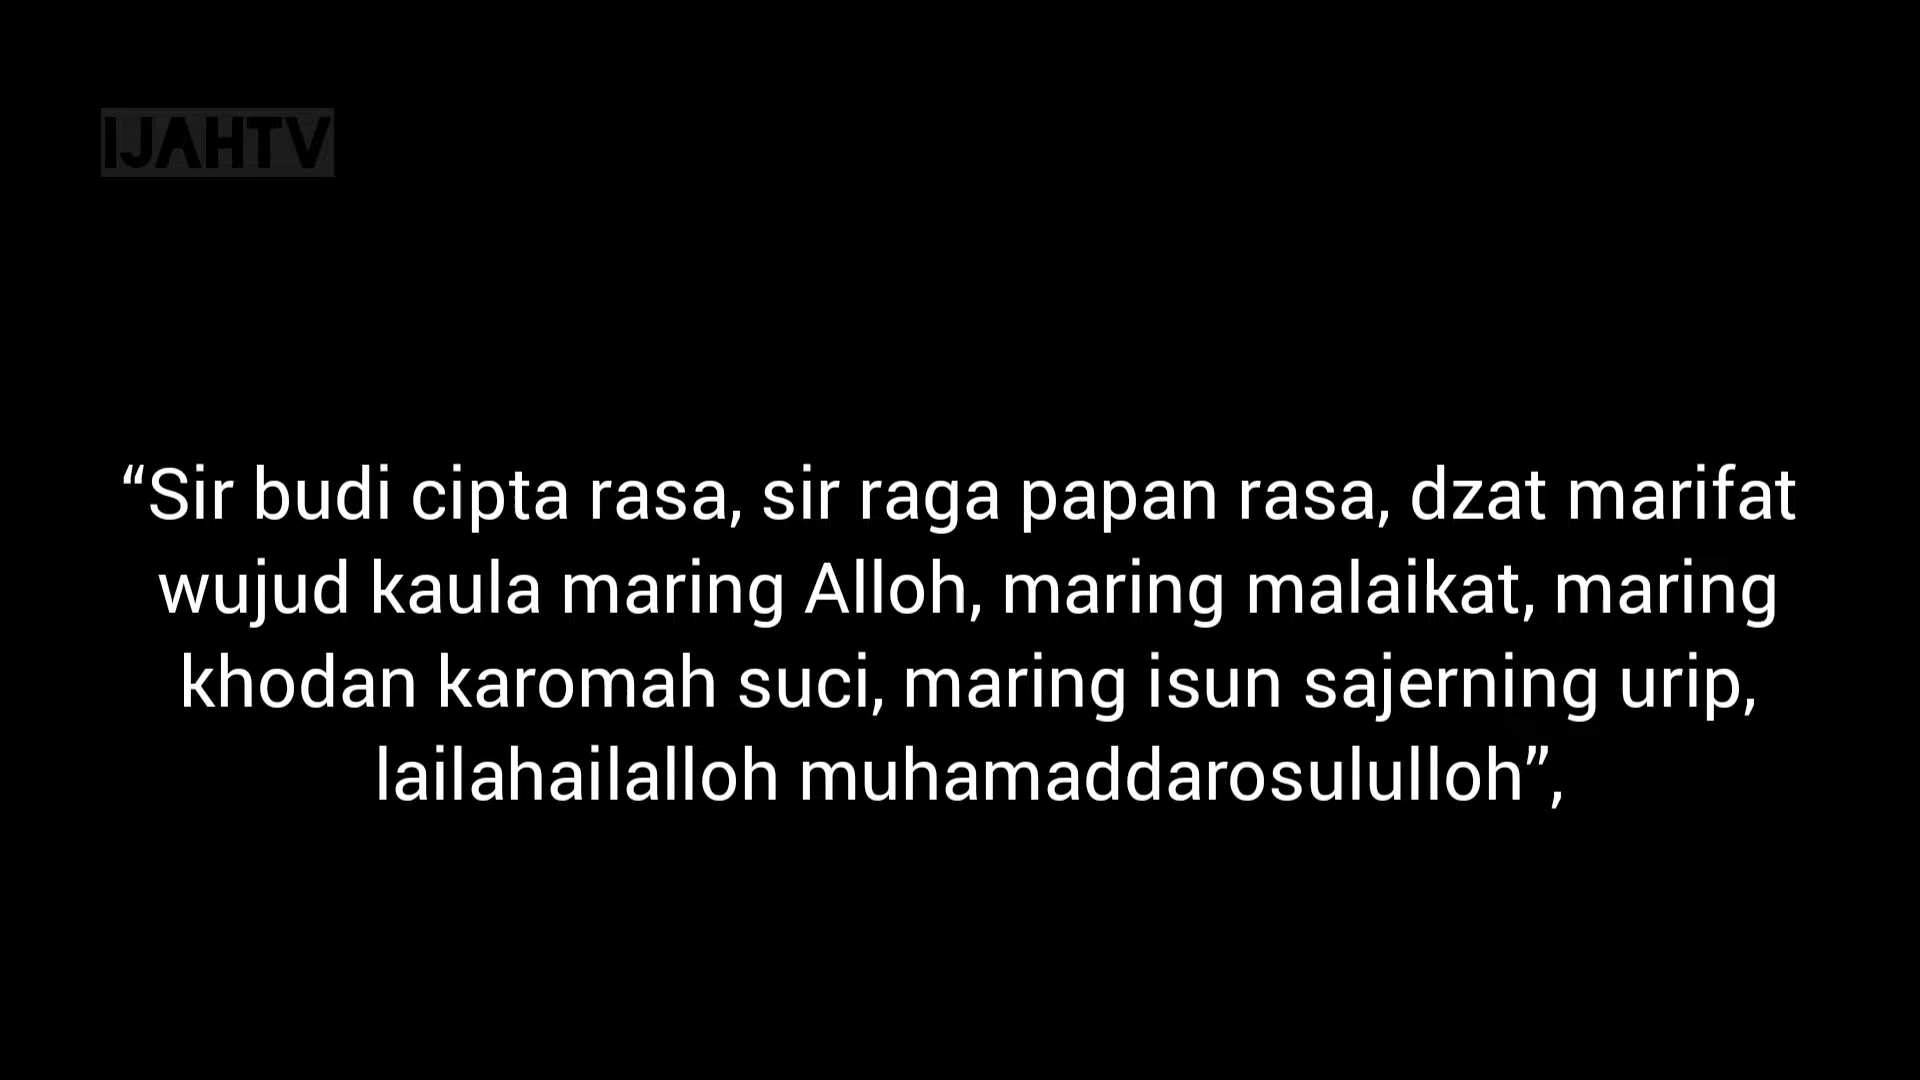 IJAHTV
“Sir budi cipta rasa, sir raga papan rasa, dzat marifat
wujud kaula maring Alloh, maring malaikat, maring
khodan karomah suci, maring isun sajerning urip,
lailahailalloh muhamaddarosululloh”,